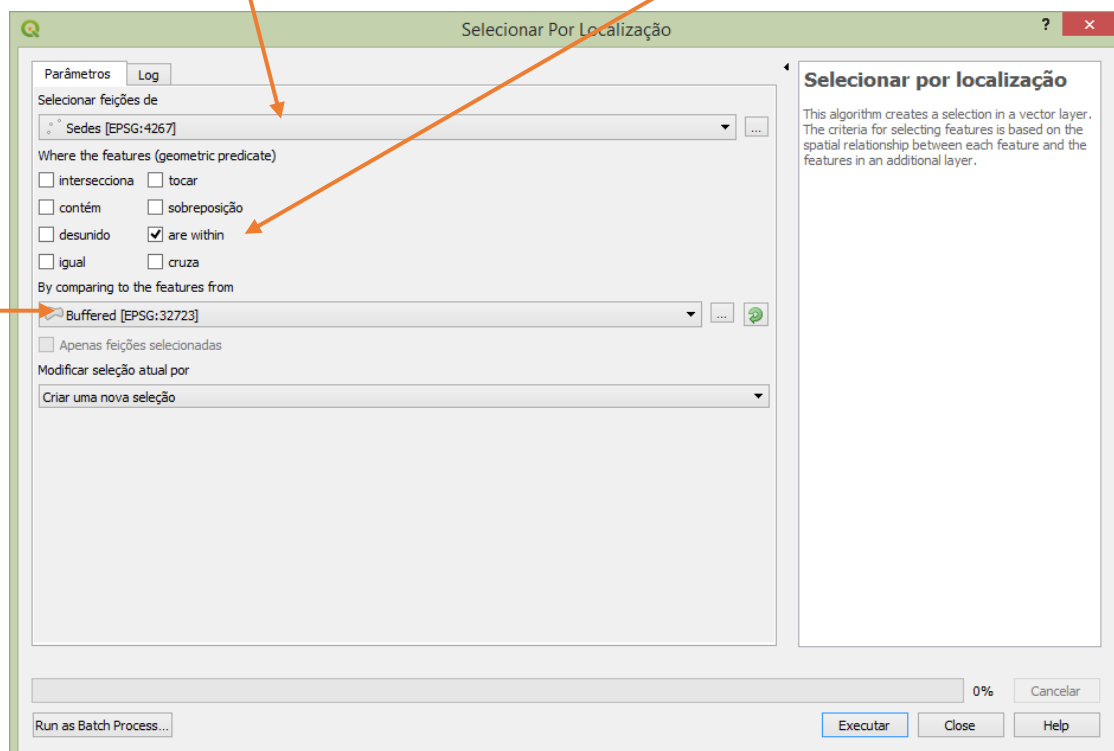 Selecionar Por Localização
?
×
Parâmetros
Log
Selecionar feições de
Sedes [EPSG:4267]
...
Where the features (geometric predicate)
intersecciona
tocar
contém
sobreposição
desunido
are within
igual
cruza
By comparing to the features from
Buffered [EPSG:32723]
...
Apenas feições selecionadas
Modificar seleção atual por
Criar uma nova seleção
Selecionar por localização
This algorithm creates a selection in a vector layer.
The criteria for selecting features is based on the
spatial relationship between each feature and the
features in an additional layer.
0%
Cancelar
Run as Batch Process...
Executar
Close
Help